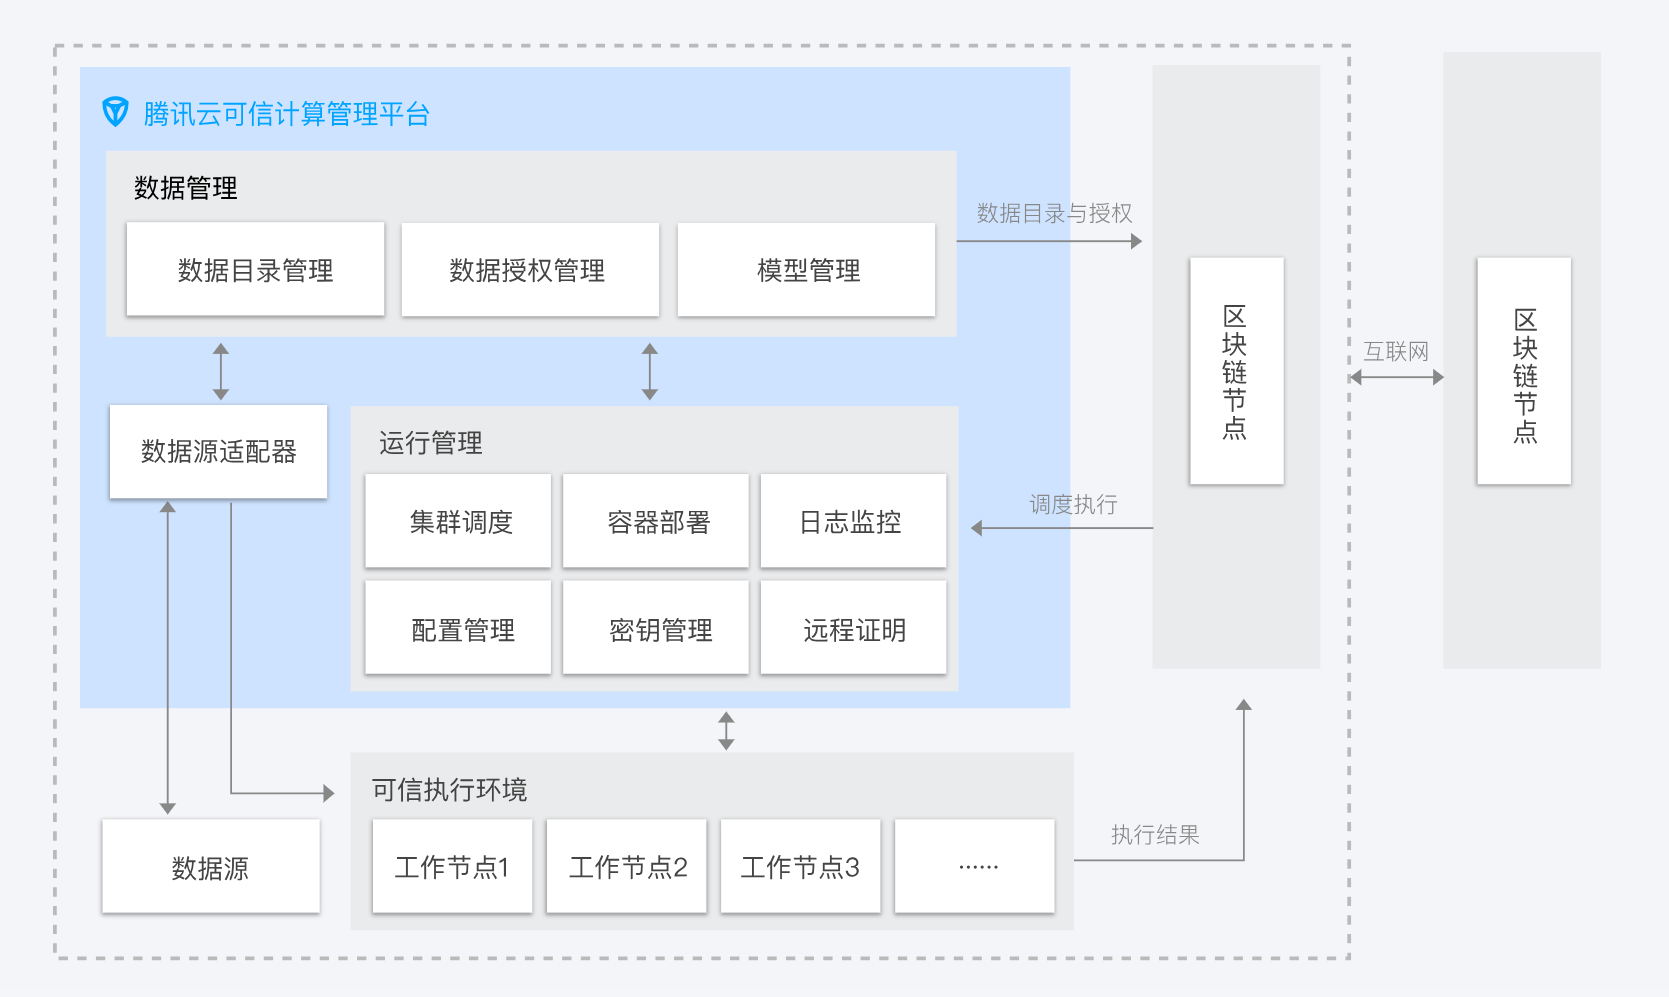 腾讯云可信计算管理平台
数据管理
数据目录管理
数据授权管理
模型管理
数据目录与授权
区块链节点
互联网
区块链节点
数据源适配器
运行管理
集群调度
容器部署
日志监控
调度执行
配置管理
密钥管理
远程证明
可信执行环境
数据源
工作节点1
工作节点2
工作节点3
······
执行结果